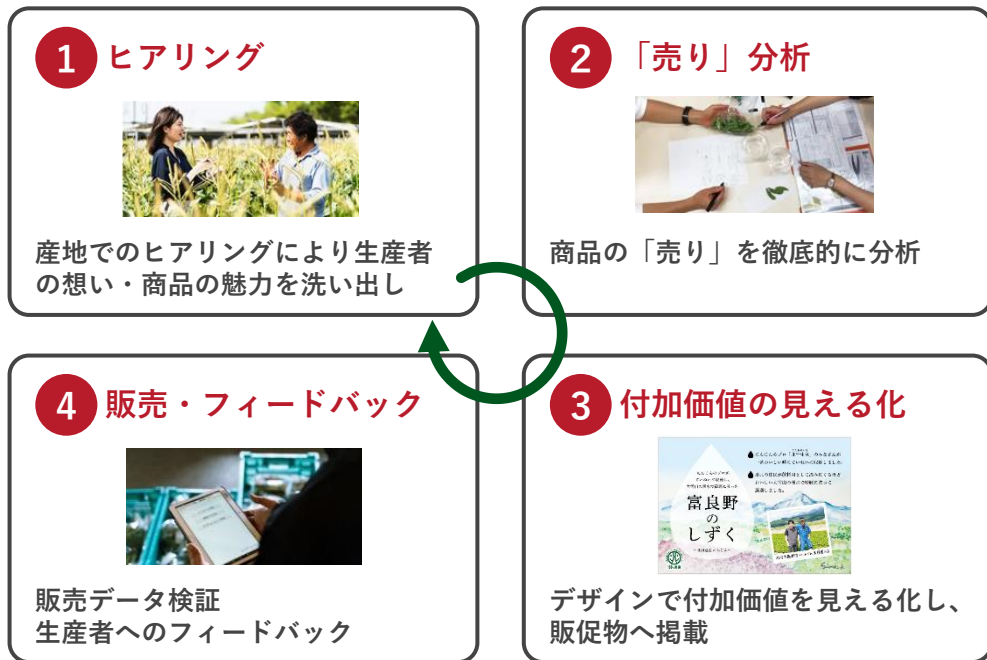 1 ヒアリング
産地でのヒアリングにより生産者
の想い・商品の魅力を洗い出し
2 「売り」分析
商品の「売り」を徹底的に分析
3 付加価値の見える化
富良野
の
しずく
デザインで付加価値を見える化し、
販促物へ掲載
4 販売・フィードバック
販売データ検証
生産者へのフィードバック